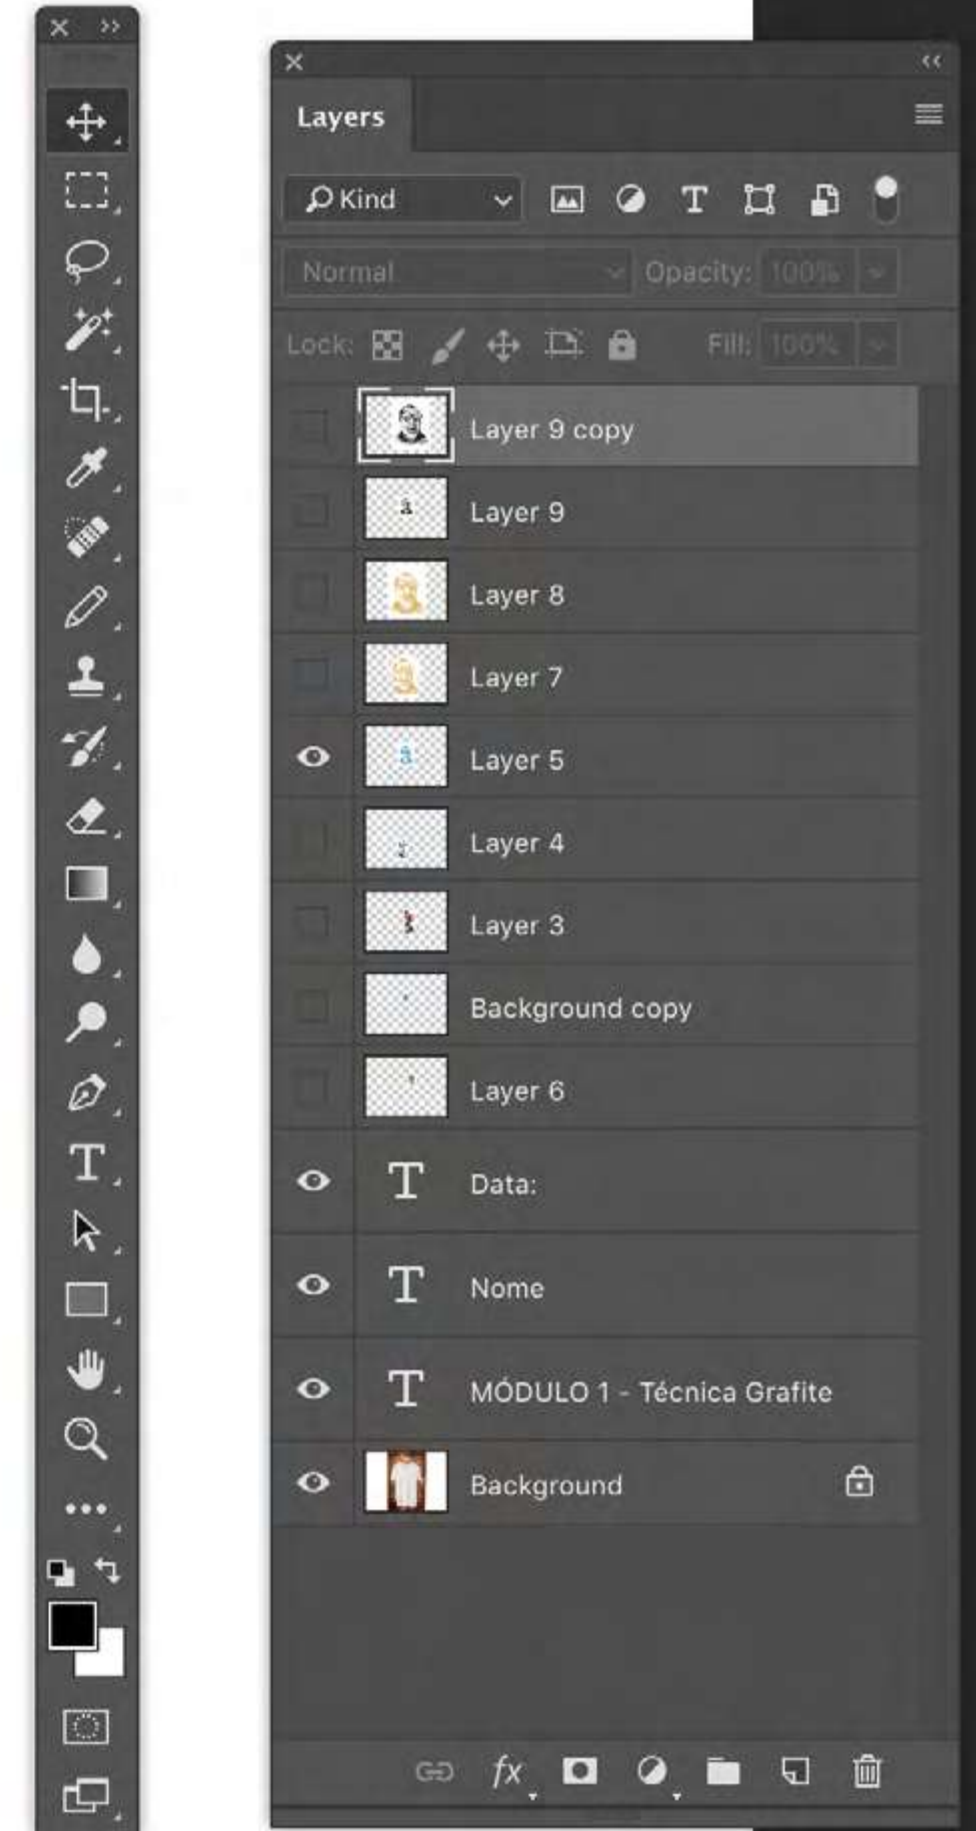 Layers
Kind
Normal Opacity: 100%
Lock: Fill: 100%
Layer 9 copy
Layer 9
Layer 8
Layer 7
Layer 5
Layer 4
Layer 3
Background copy
Layer 6
T Data:
T Nome
T MÓDULO 1 - Técnica Grafite
Background
fx